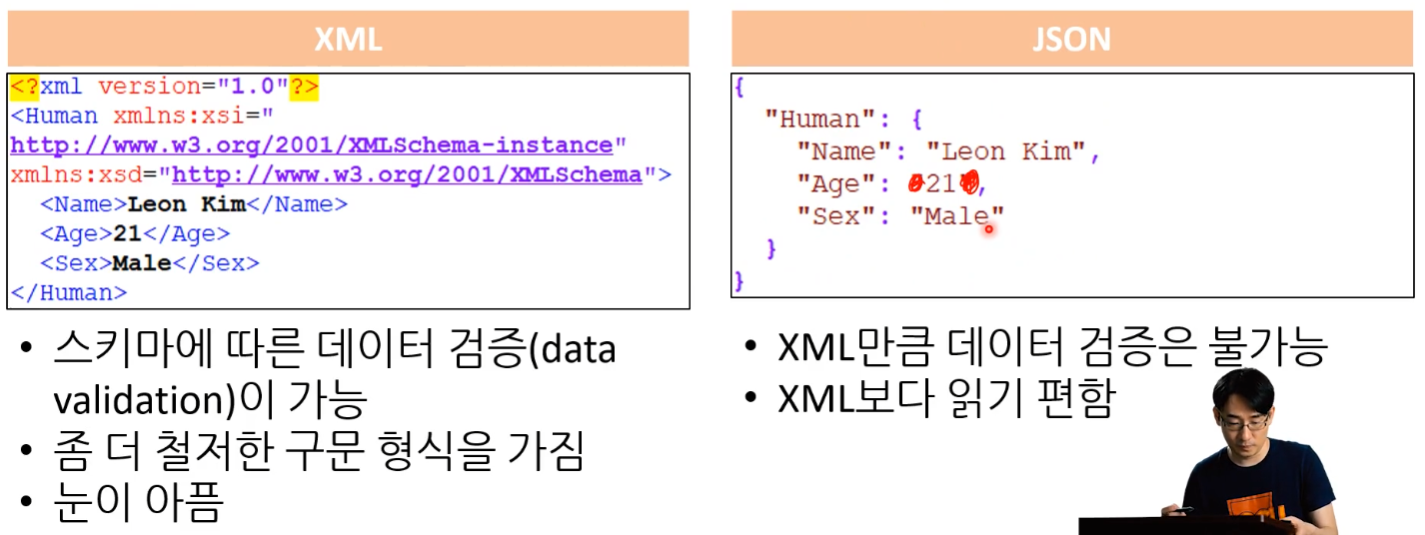 XML
<?xml version="1.0"?>
<Human xmlns:xsi="
http://www.w3.org/2001/XMLSchema-instance"
xmlns:xsd="http://www.w3.org/2001/XMLSchema">
<Name>Leon Kim</Name>
<Age>21</Age>
<Sex>Male</Sex>
</Human>
• 스키마에 따른 데이터 검증(data
validation)이 가능
• 좀 더 철저한 구문 형식을 가짐
• 눈이 아픔
JSON
{
"Human": {
"Name": "Leon Kim",
"Age": 21,
"Sex": "Male"
}
}
• XML만큼 데이터 검증은 불가능
• XML보다 읽기 편함